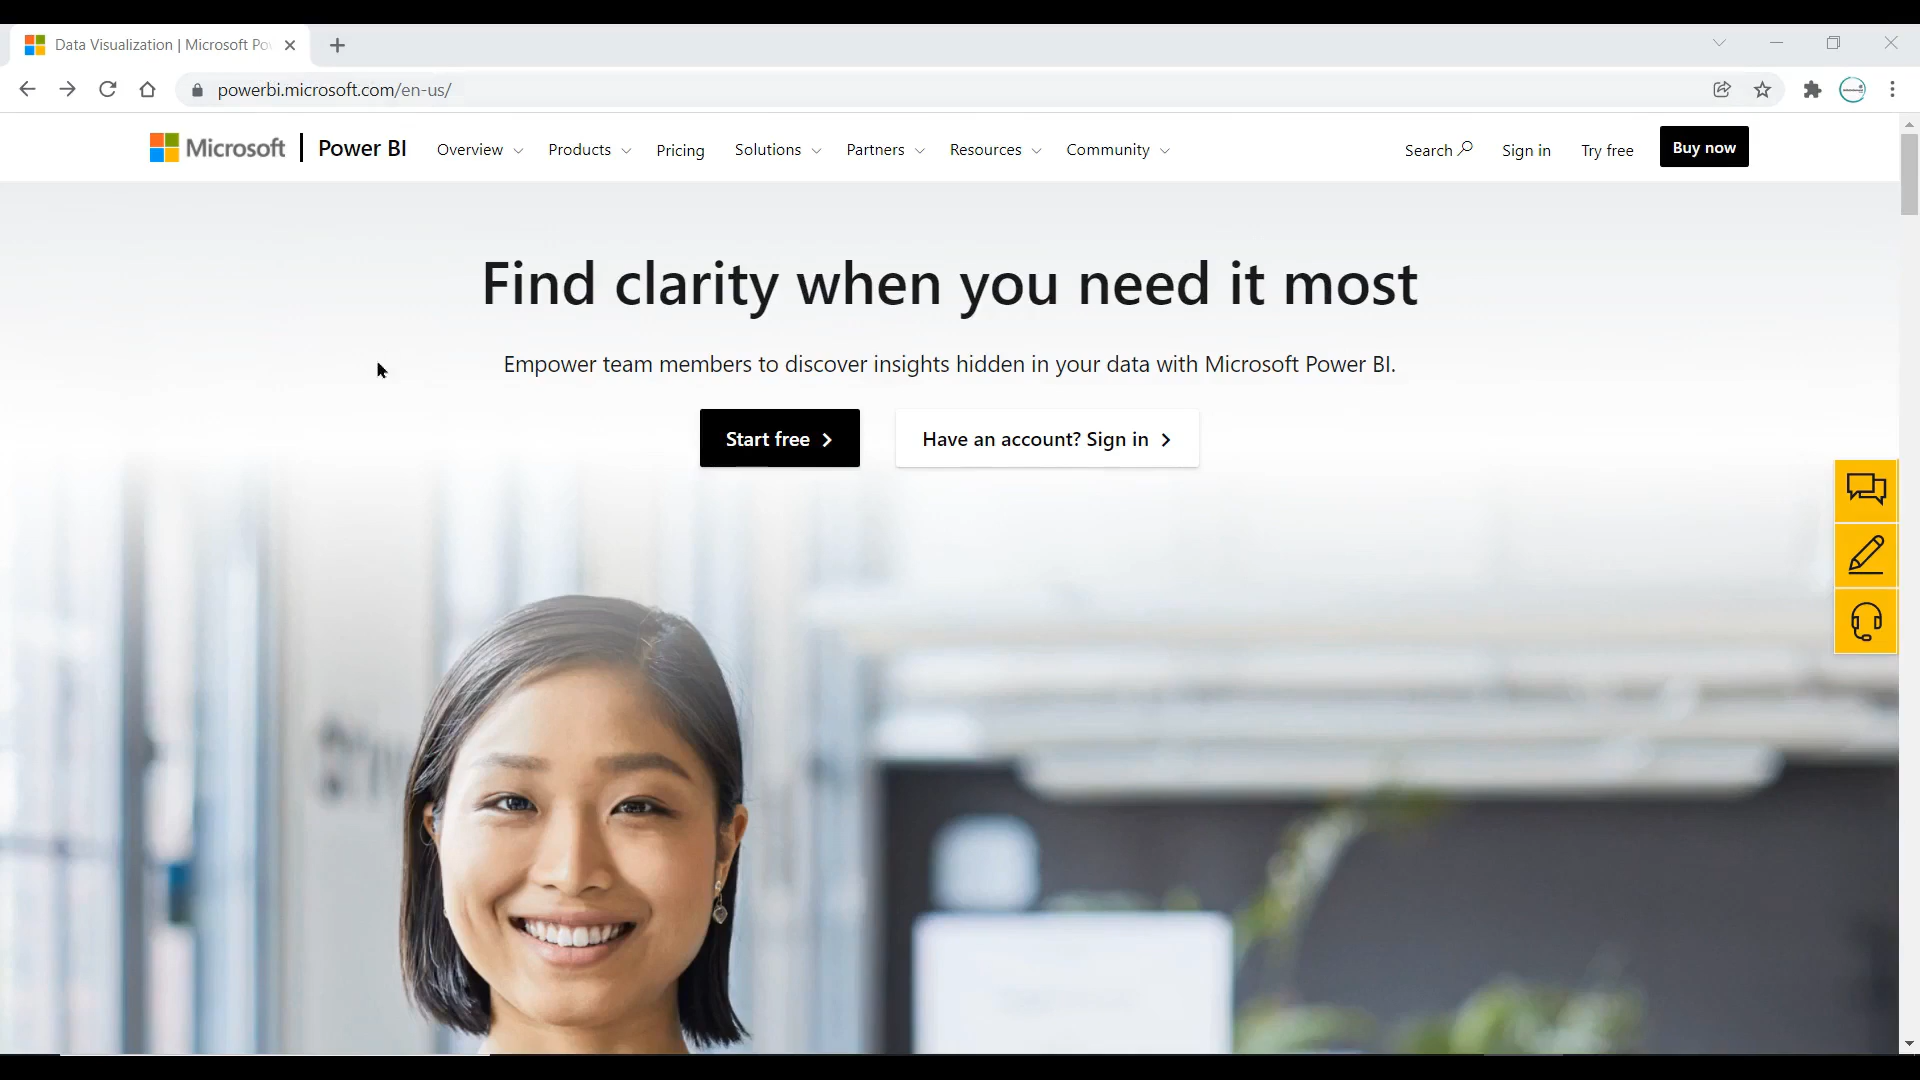 Data Visualization | Microsoft Po
powerbi.microsoft.com/en-us/
Microsoft | Power BI Overview Products Pricing Solutions Partners Resources Community Search Sign in Try free Buy now
Find clarity when you need it most
Empower team members to discover insights hidden in your data with Microsoft Power BI.
Start free Have an account? Sign in